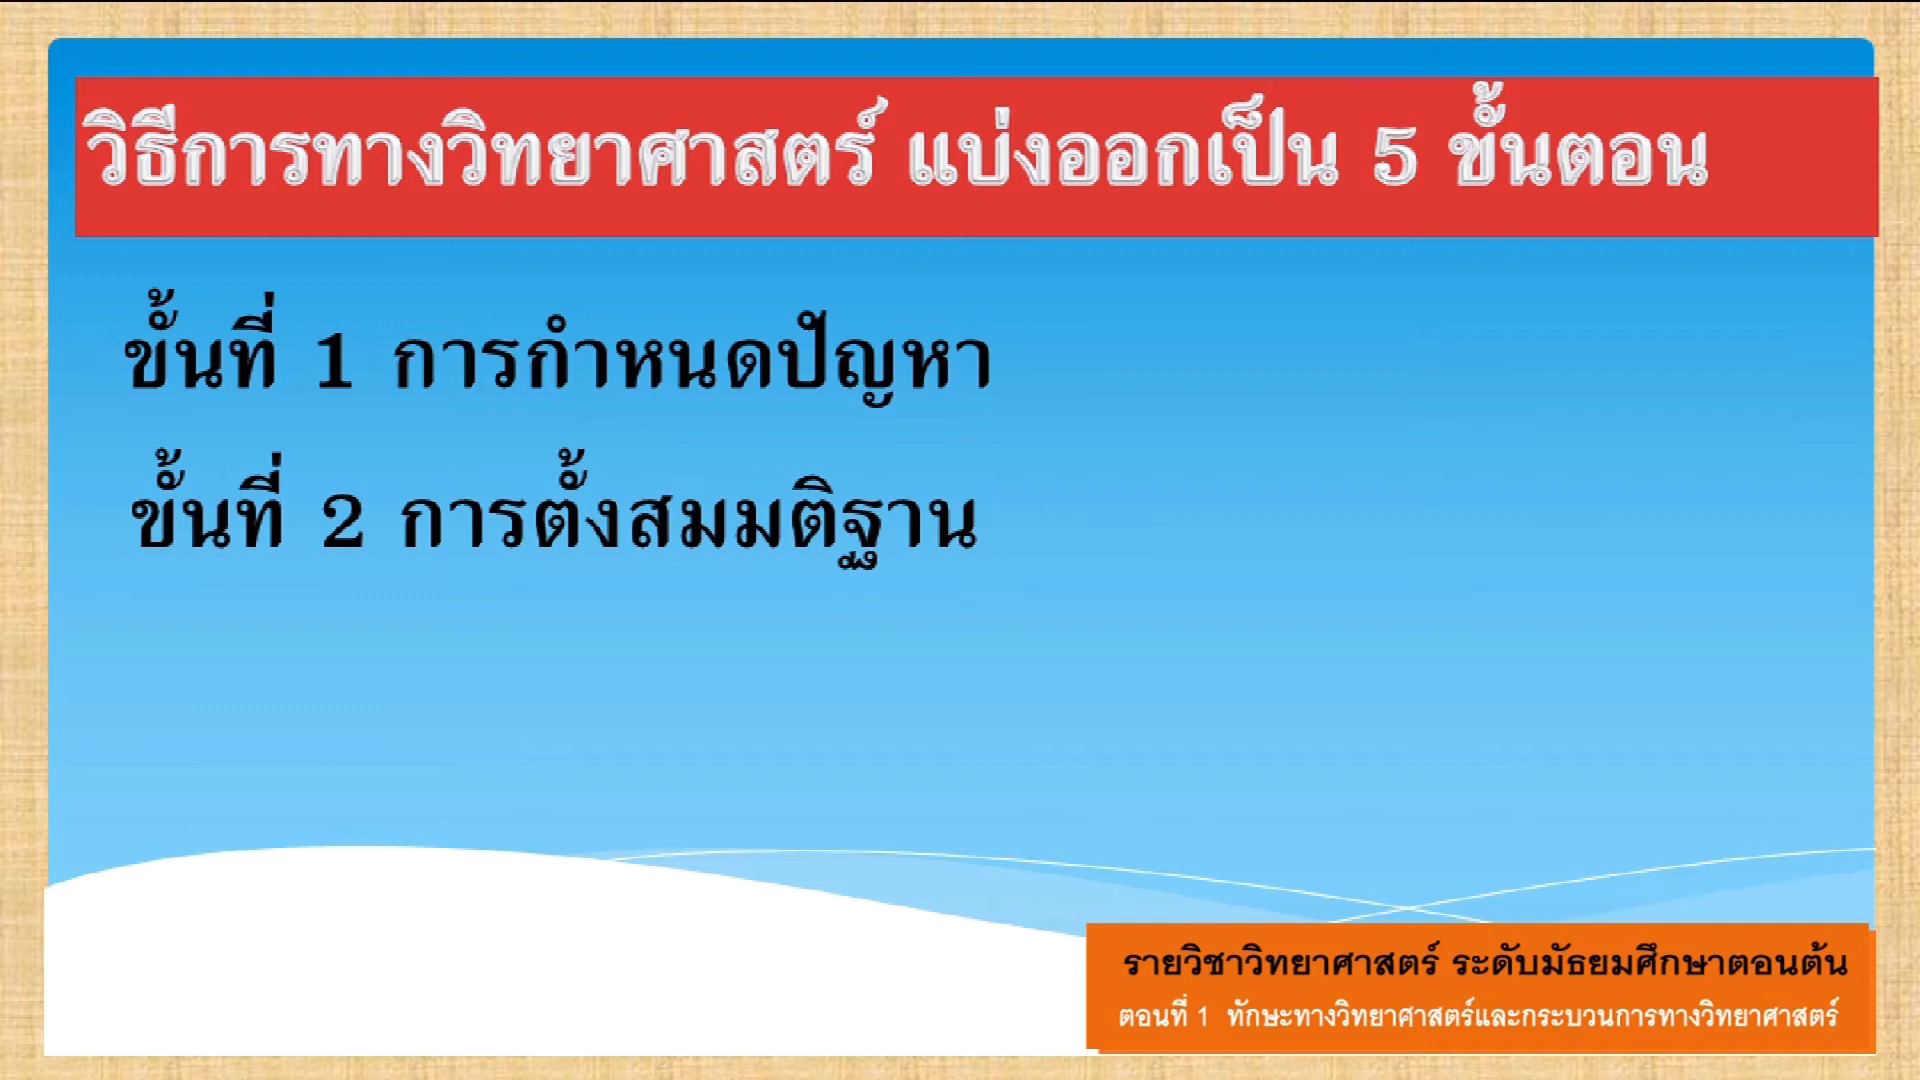 วิธีการทางวิทยาศาสตร์ แบ่งออกเป็น 5 ขั้นตอน
ขั้นที่ 1 การกำหนดปัญหา
ขั้นที่ 2 การตั้งสมมติฐาน
รายวิชาวิทยาศาสตร์ ระดับมัธยมศึกษาตอนต้น
ตอนที่ 1 ทักษะทางวิทยาศาสตร์และกระบวนการทางวิทยาศาสตร์